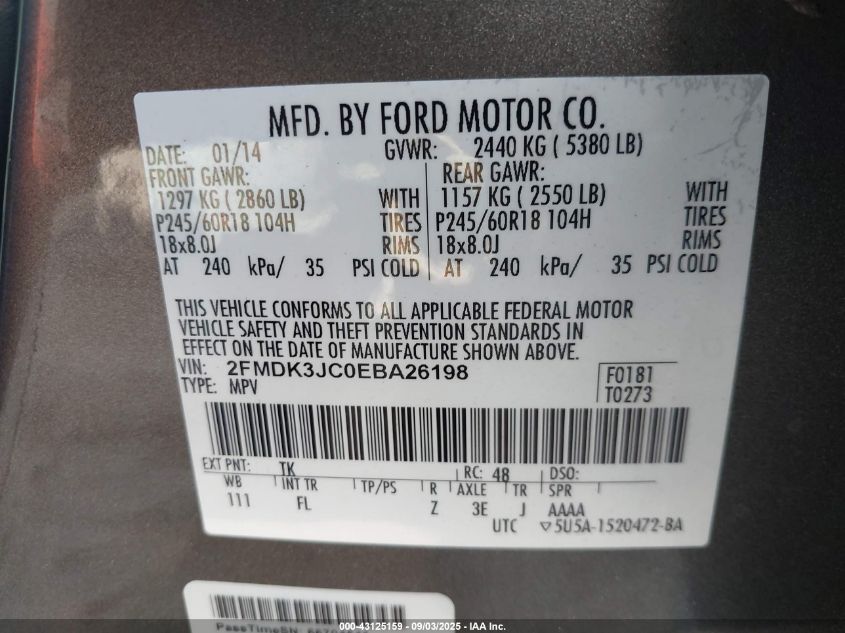 MFD. BY FORD MOTOR CO.
DATE: 01/14 GVWR: 2440 KG ( 5380 LB)
FRONT GAWR: REAR GAWR:
1297 KG ( 2860 LB) WITH 1157 KG ( 2550 LB) WITH
P245/60R18 104H TIRES P245/60R18 104H TIRES
18x8.0J RIMS 18x8.0J RIMS
AT 240 kPa/ 35 PSI COLD AT 240 kPa/ 35 PSI COLD
THIS VEHICLE CONFORMS TO ALL APPLICABLE FEDERAL MOTOR
VEHICLE SAFETY AND THEFT PREVENTION STANDARDS IN
EFFECT ON THE DATE OF MANUFACTURE SHOWN ABOVE.
VIN: 2FMDK3JC0EBA26198 F0181
TYPE: MPV T0273
EXT PNT: TK RC: 48 DSO:
WB INT TR TP/PS R AXLE TR SPR
111 FL Z 3E J AAAA
UTC ▽5U5A-1520472-BA
PassTimeSN:
000-43125159 | 09/03/2025 - IAA Inc.